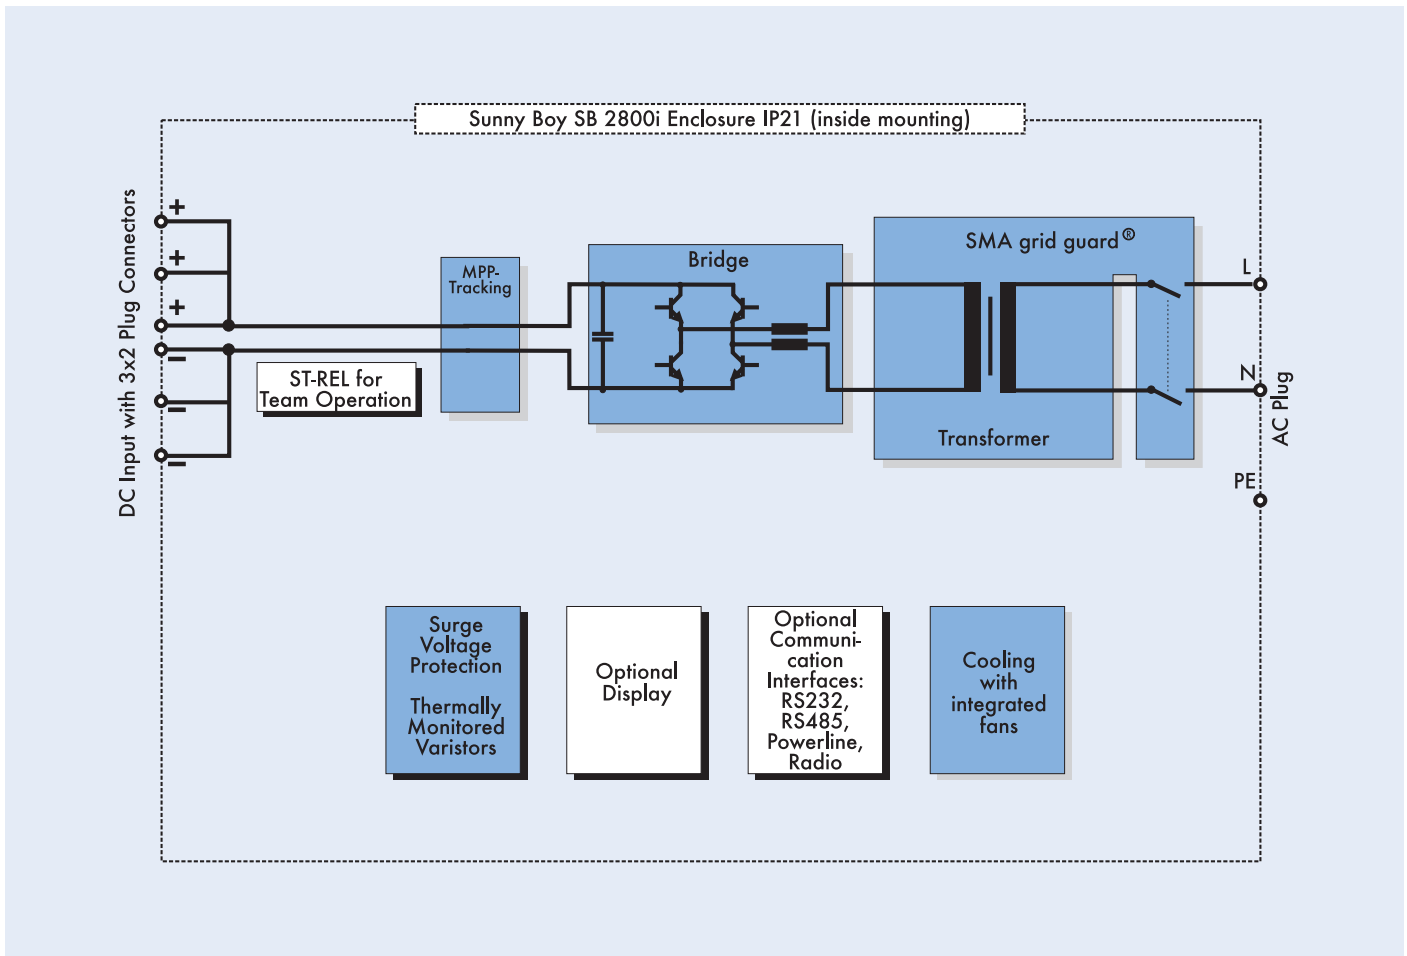 Sunny Boy SB 2800i Enclosure IP21 (inside mounting)
DC Input with 3x2 Plug Connectors
+
+
+
−
−
−
ST-REL for
Team Operation
MPP-
Tracking
Bridge
SMA grid guard®
Transformer
L
N
AC Plug
PE
Surge
Voltage
Protection
Thermally
Monitored
Varistors
Optional
Display
Optional
Communi-
cation
Interfaces:
RS232,
RS485,
Powerline,
Radio
Cooling
with
integrated
fans